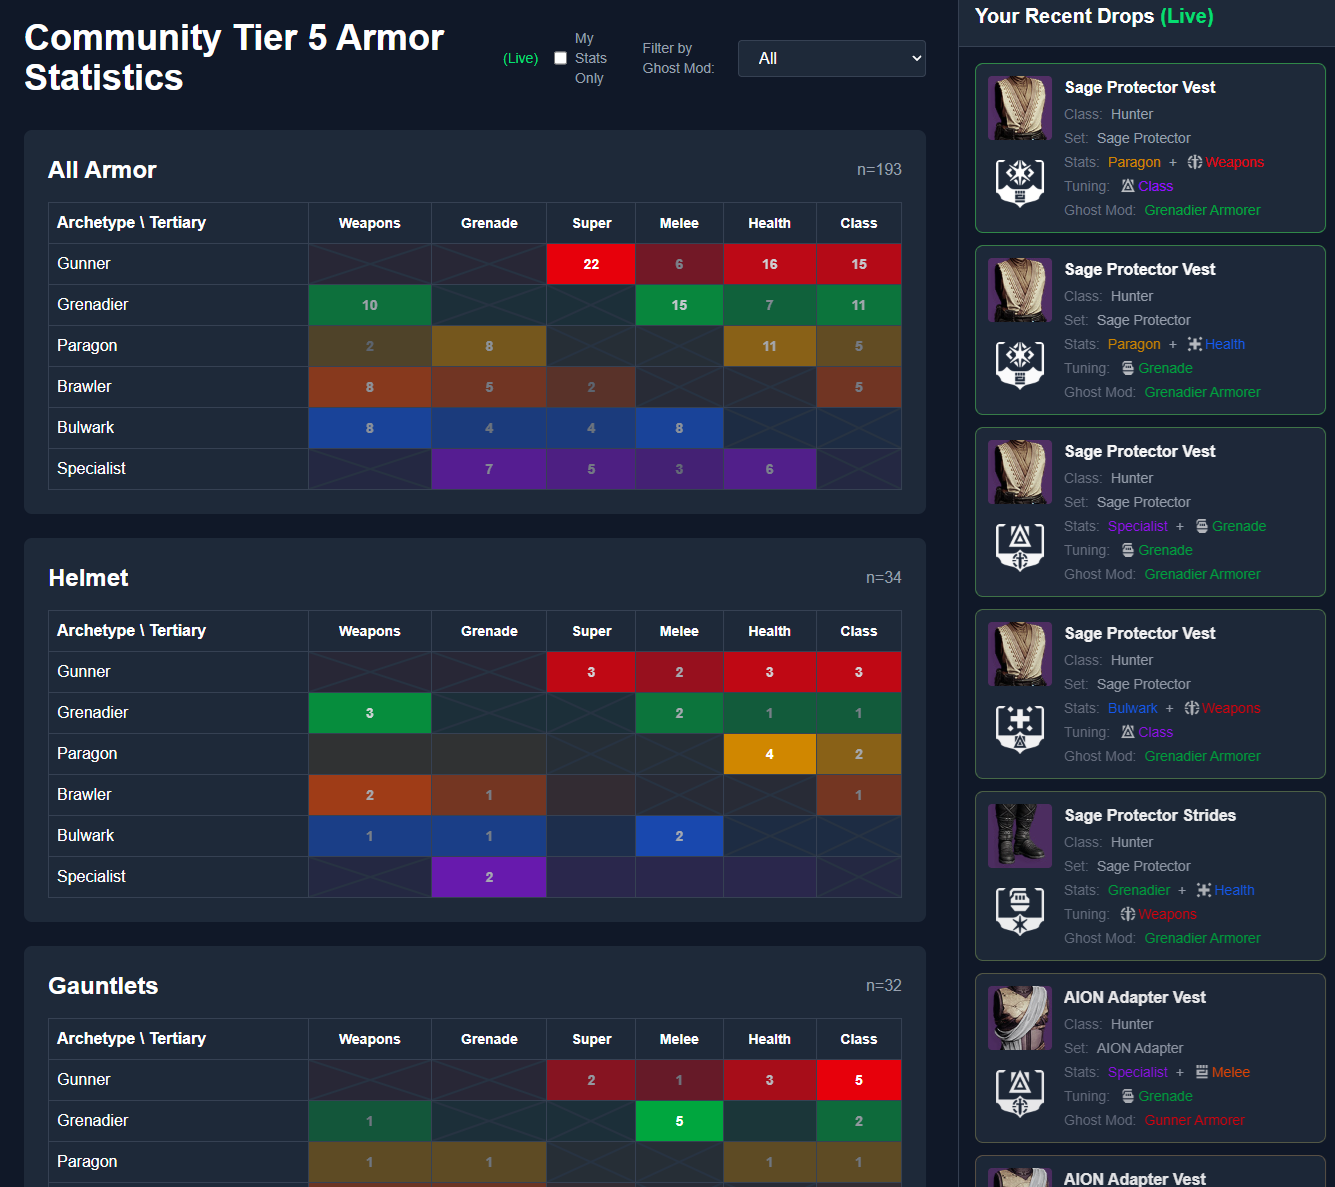 Community Tier 5 Armor
Statistics
(Live)
My
Stats
Only
Filter by
Ghost Mod:
All
All Armor
n=193
Archetype \ Tertiary Weapons Grenade Super Melee Health Class
Gunner 22 6 16 15
Grenadier 10 15 7 11
Paragon 2 8 11 5
Brawler 8 5 2 5
Bulwark 8 4 4 8
Specialist 7 5 3 6
Helmet
n=34
Archetype \ Tertiary Weapons Grenade Super Melee Health Class
Gunner 3 2 3 3
Grenadier 3 2 1 1
Paragon 4 2
Brawler 2 1 1
Bulwark 1 1 2
Specialist 2
Gauntlets
n=32
Archetype \ Tertiary Weapons Grenade Super Melee Health Class
Gunner 2 1 3 5
Grenadier 1 5 2
Paragon 1 1 1 1
Your Recent Drops (Live)
Sage Protector Vest
Class: Hunter
Set: Sage Protector
Stats: Paragon + Weapons
Tuning: Class
Ghost Mod: Grenadier Armorer
Sage Protector Vest
Class: Hunter
Set: Sage Protector
Stats: Paragon + Health
Tuning: Grenade
Ghost Mod: Grenadier Armorer
Sage Protector Vest
Class: Hunter
Set: Sage Protector
Stats: Specialist + Grenade
Tuning: Grenade
Ghost Mod: Grenadier Armorer
Sage Protector Vest
Class: Hunter
Set: Sage Protector
Stats: Bulwark + Weapons
Tuning: Class
Ghost Mod: Grenadier Armorer
Sage Protector Strides
Class: Hunter
Set: Sage Protector
Stats: Grenadier + Health
Tuning: Weapons
Ghost Mod: Grenadier Armorer
AION Adapter Vest
Class: Hunter
Set: AION Adapter
Stats: Specialist + Melee
Tuning: Grenade
Ghost Mod: Gunner Armorer
AION Adapter Vest